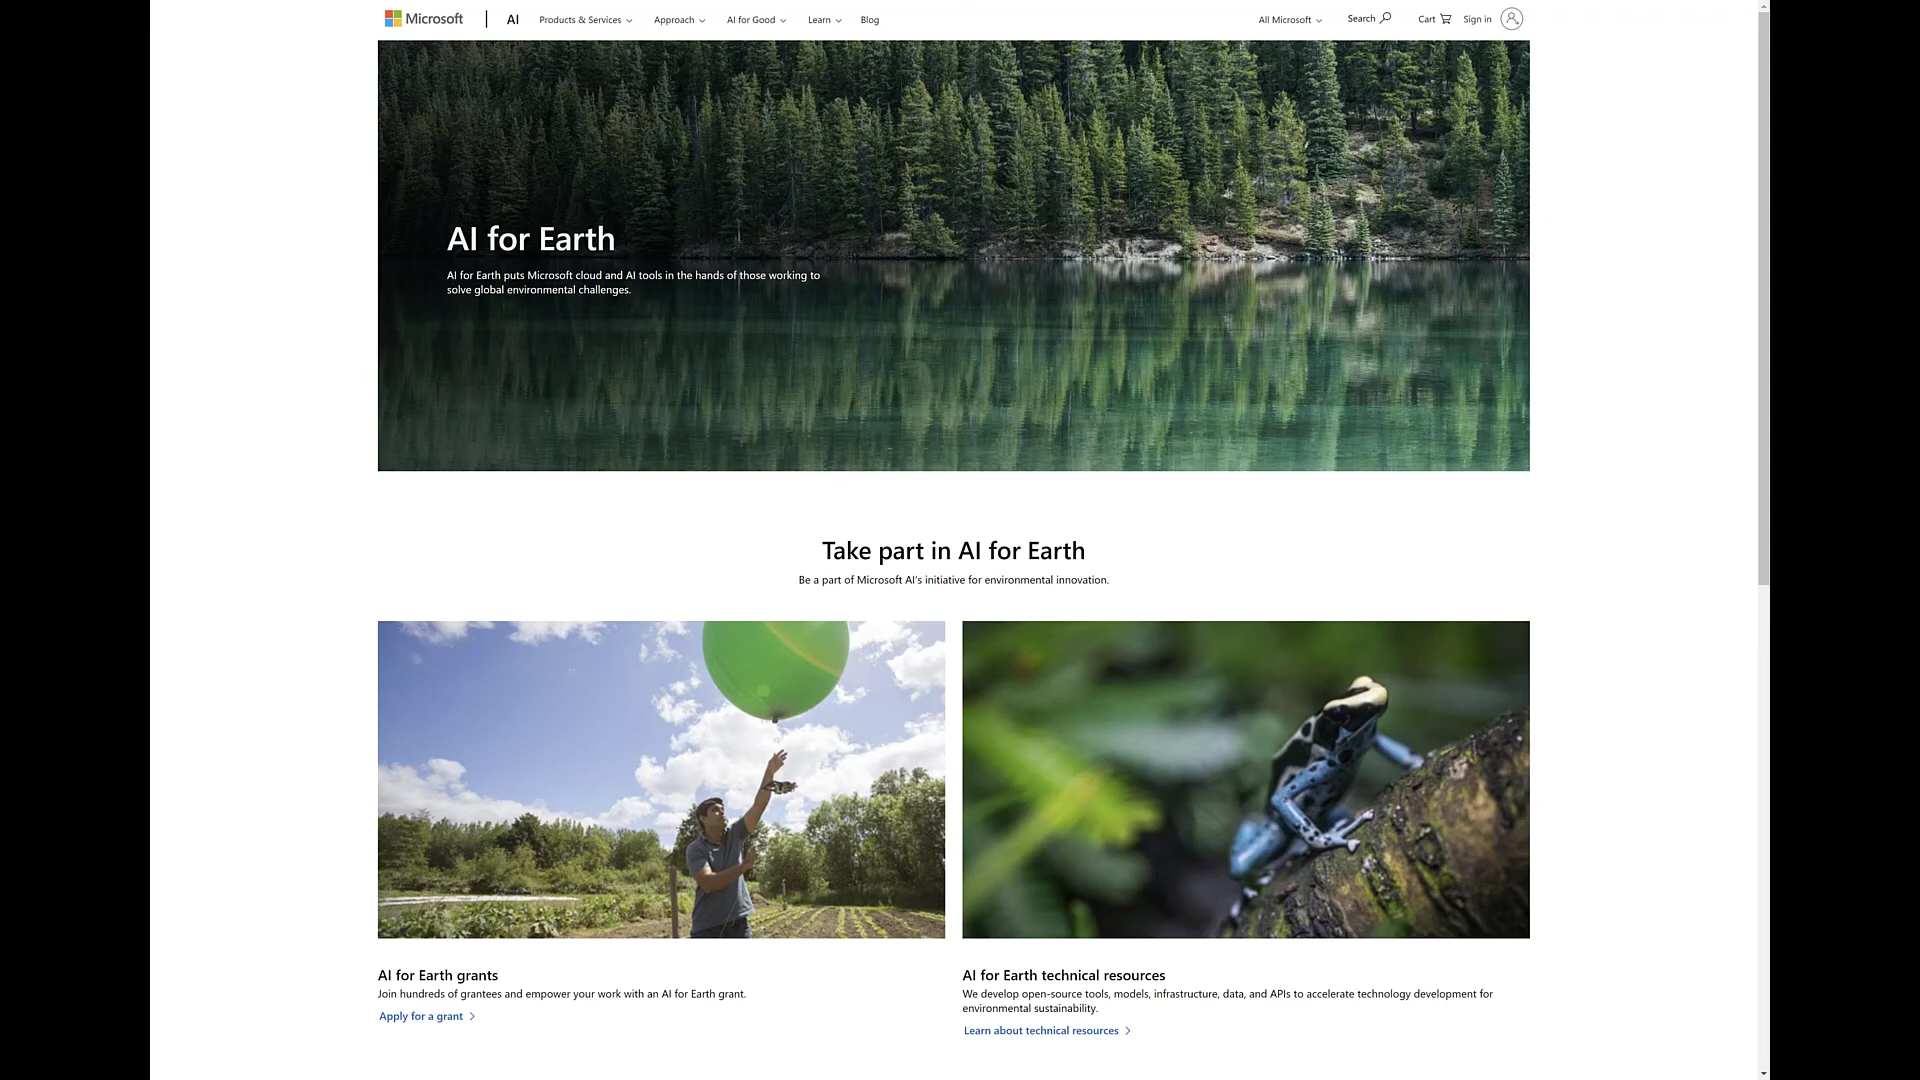 Microsoft
AI
Products & Services
Approach
AI for Good
Learn
Blog
All Microsoft
Search
Cart
Sign in
AI for Earth
AI for Earth puts Microsoft cloud and AI tools in the hands of those working to
solve global environmental challenges.
Take part in AI for Earth
Be a part of Microsoft AI's initiative for environmental innovation.
AI for Earth grants
Join hundreds of grantees and empower your work with an AI for Earth grant.
Apply for a grant
AI for Earth technical resources
We develop open-source tools, models, infrastructure, data, and APIs to accelerate technology development for
environmental sustainability.
Learn about technical resources